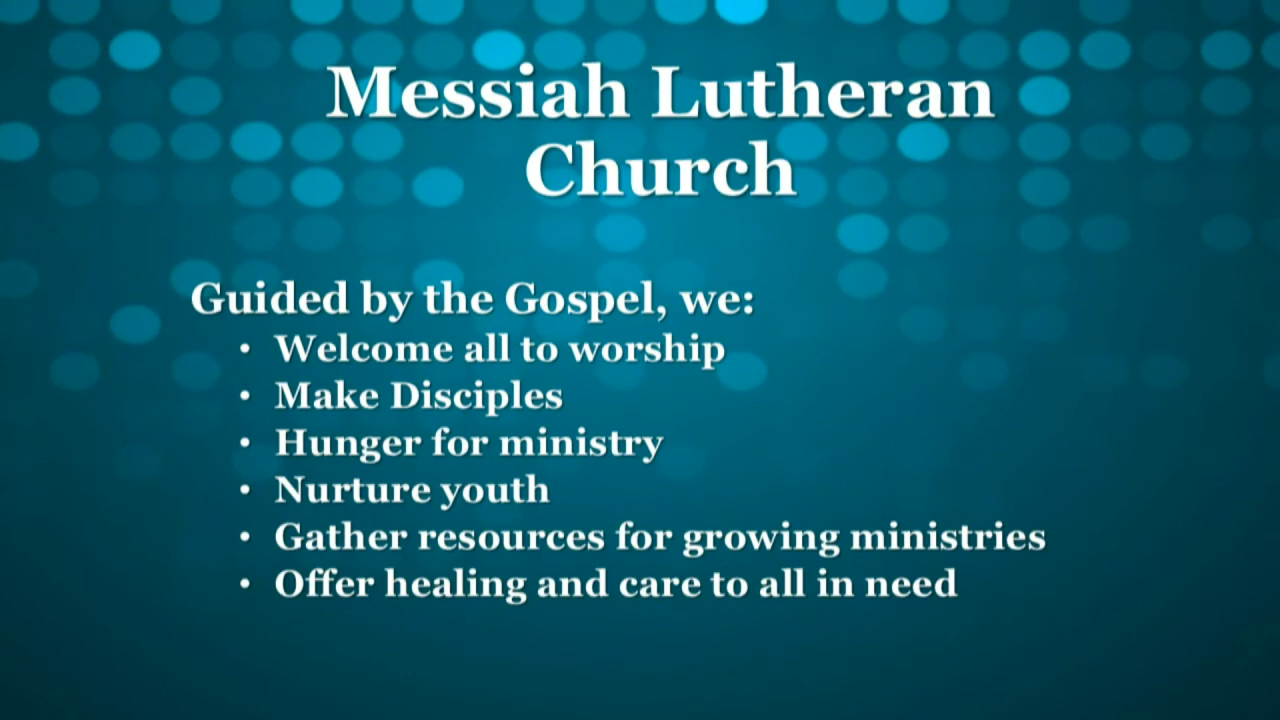 Messiah Lutheran
Church
Guided by the Gospel, we:
• Welcome all to worship
• Make Disciples
• Hunger for ministry
• Nurture youth
• Gather resources for growing ministries
• Offer healing and care to all in need